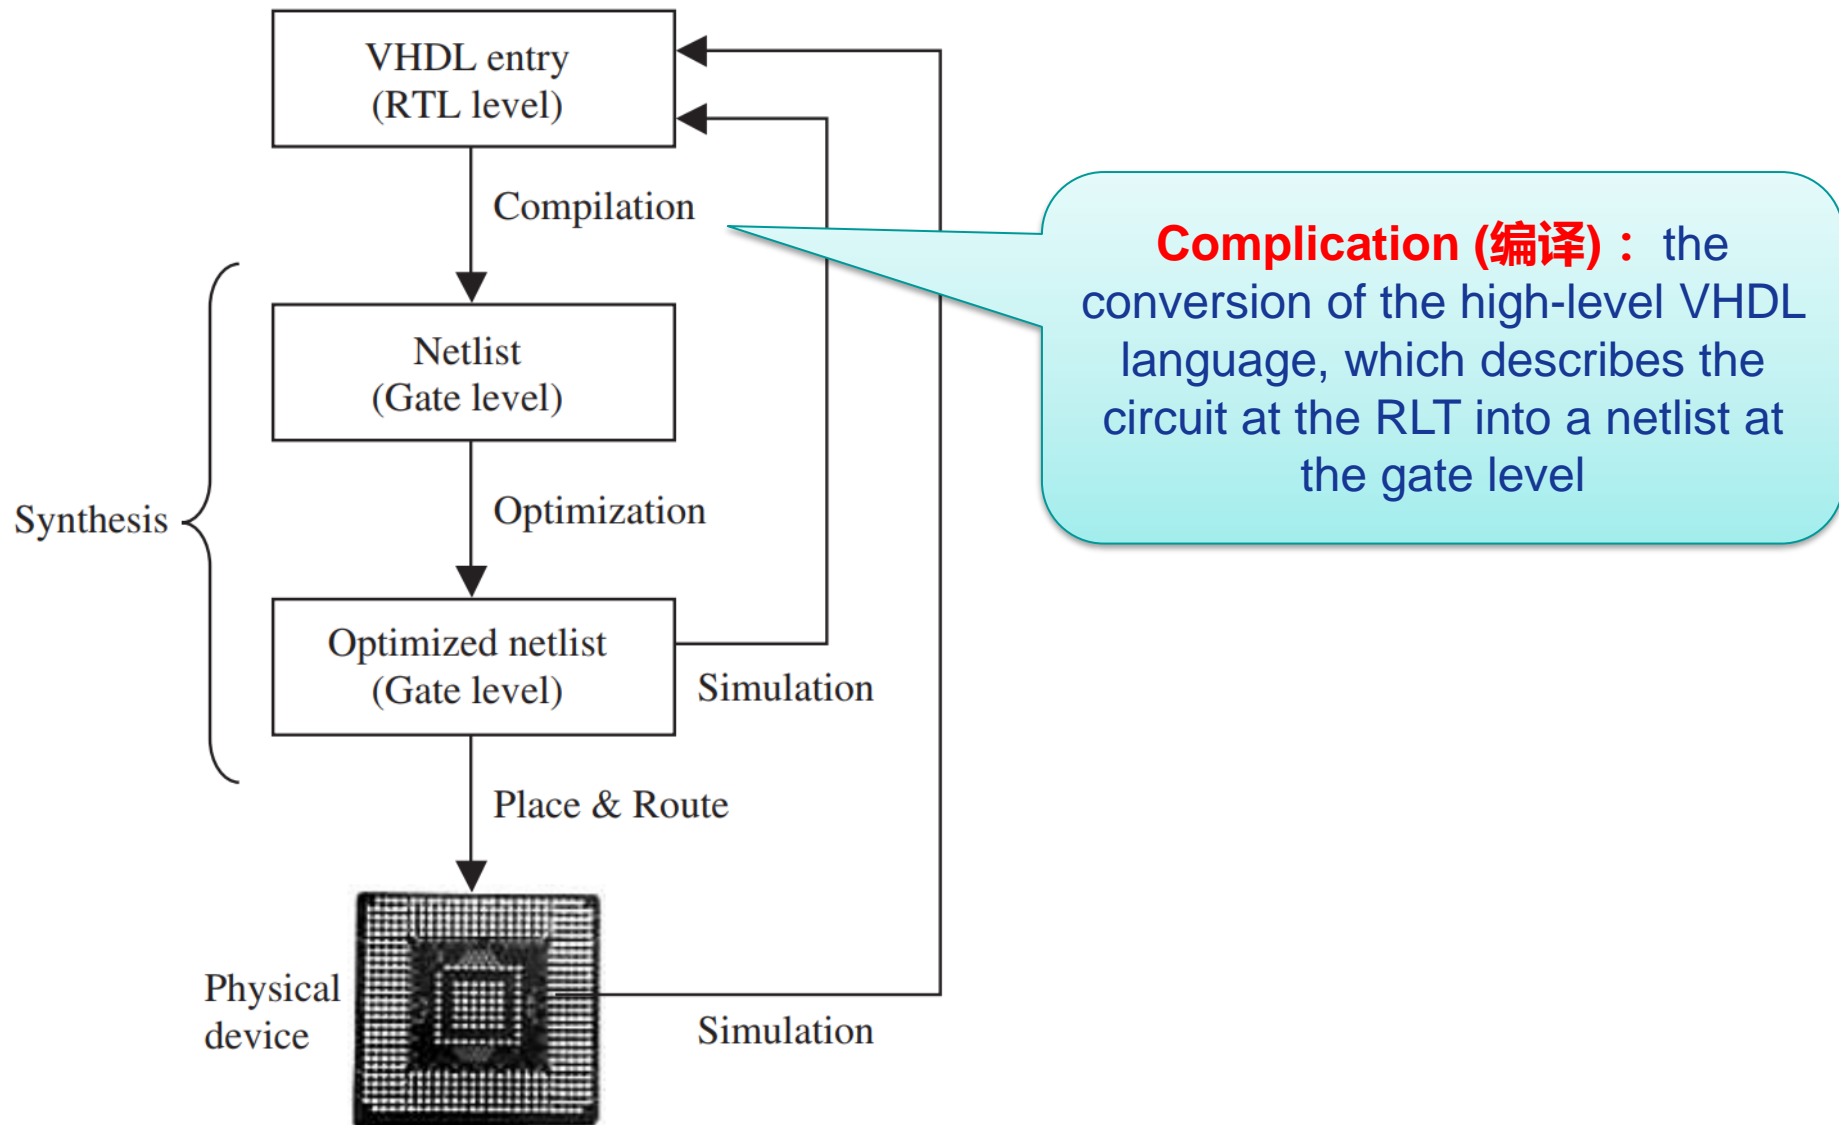 VHDL entry
(RTL level)
Compilation
Complication (编译)： the
conversion of the high-level VHDL
language, which describes the
circuit at the RLT into a netlist at
the gate level
Netlist
(Gate level)
Synthesis
Optimization
Optimized netlist
(Gate level)
Simulation
Place & Route
Physical
device
Simulation